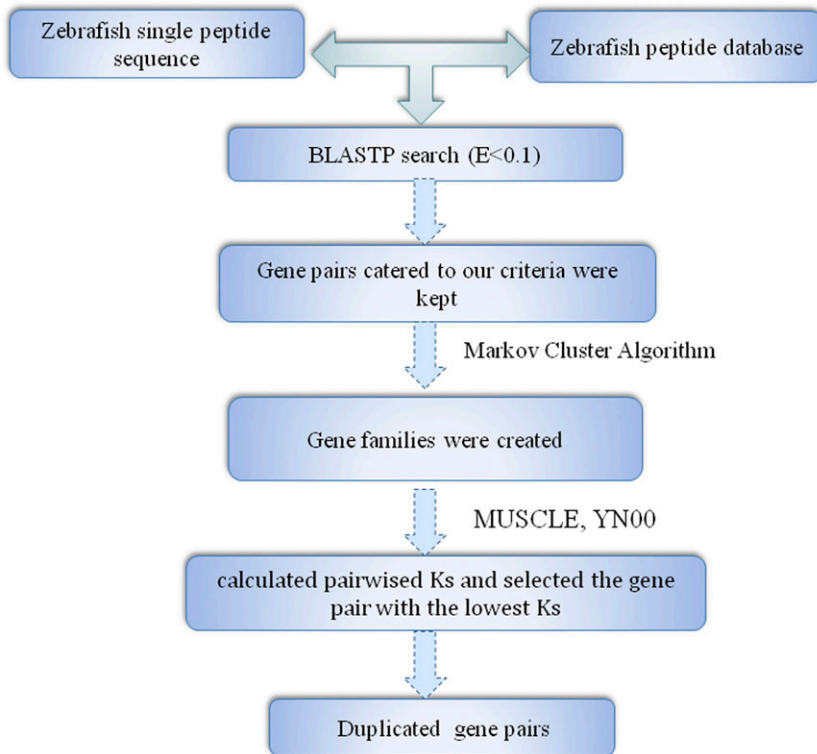 Zebrafish single peptide
sequence
Zebrafish peptide database
BLASTP search (E<0.1)
Gene pairs catered to our criteria were
kept
Markov Cluster Algorithm
Gene families were created
MUSCLE, YN00
calculated pairwised Ks and selected the gene
pair with the lowest Ks
Duplicated gene pairs